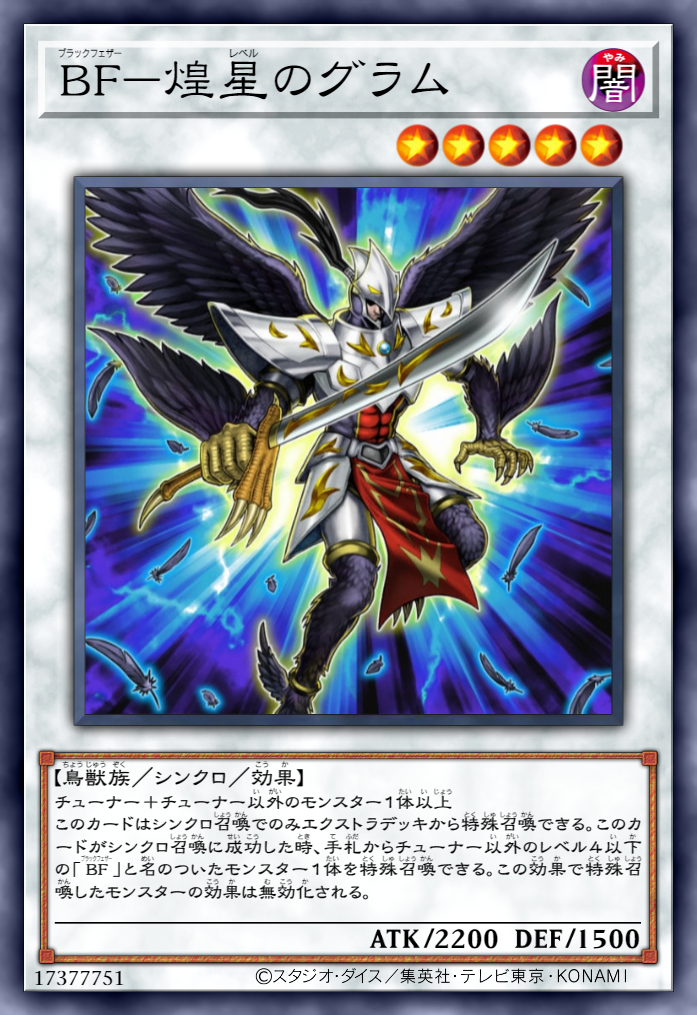 ブラックフェザー レベル
BF－煌星のグラム
やみ
闇
【鳥獣族／シンクロ／効果】
チューナー＋チューナー以外のモンスター１体以上
このカードはシンクロ召喚でのみエクストラデッキから特殊召喚できる。このカ
ードがシンクロ召喚に成功した時、手札からチューナー以外のレベル４以下
の「BF」と名のついたモンスター１体を特殊召喚できる。この効果で特殊召
喚したモンスターの効果は無効化される。
ATK/2200 DEF/1500
17377751
©スタジオ・ダイス／集英社・テレビ東京・KONAMI